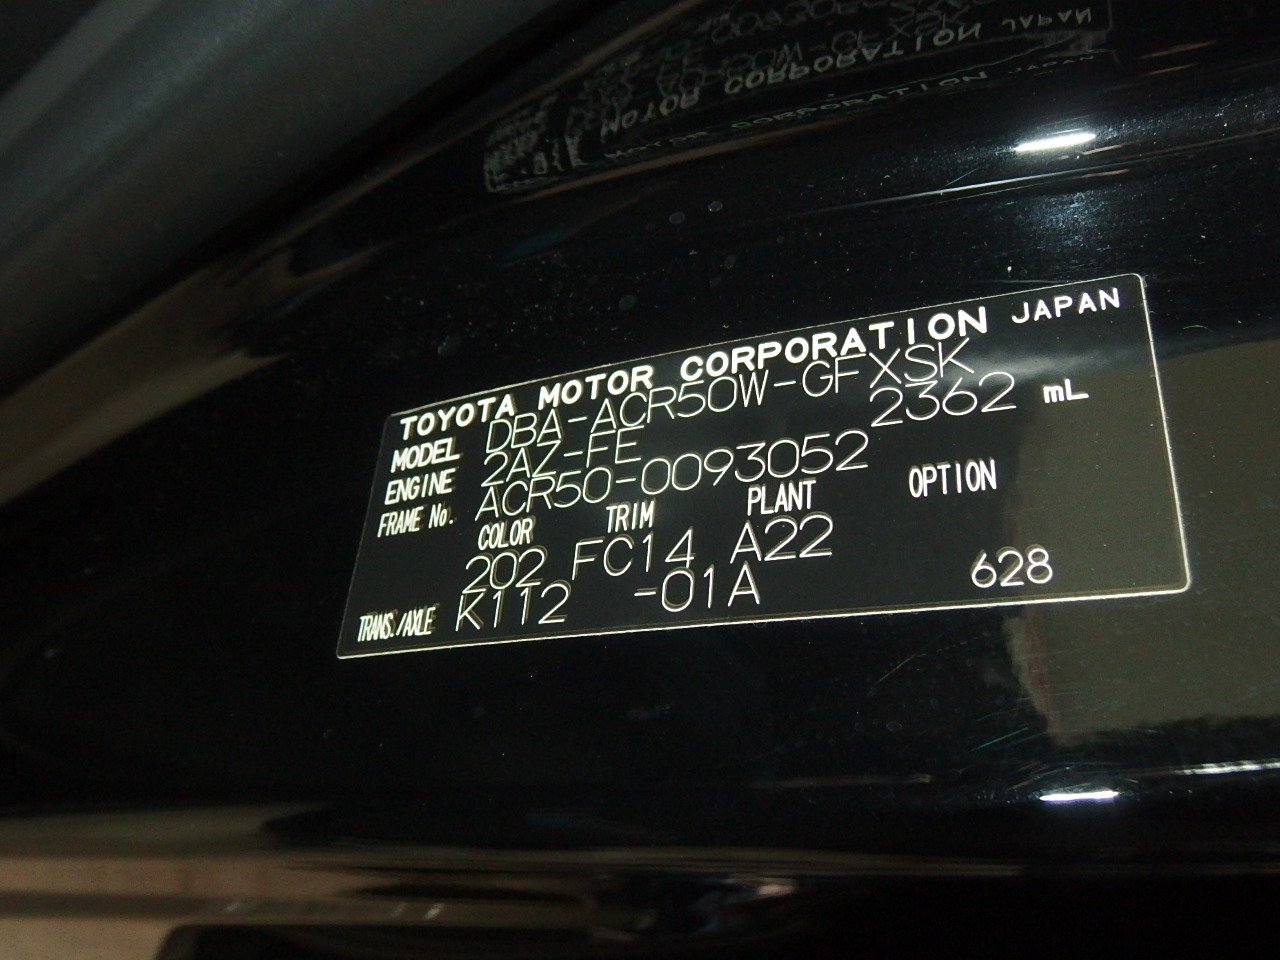 TOYOTA MOTOR CORPORATION JAPAN
MODEL DBA-ACR50W-GFXSK
ENGINE 2AZ-FE 2362 mL
FRAME No. ACR50-0093052
COLOR TRIM PLANT OPTION
202 FC14 A22
TRANS./AXLE K112 -01A 628